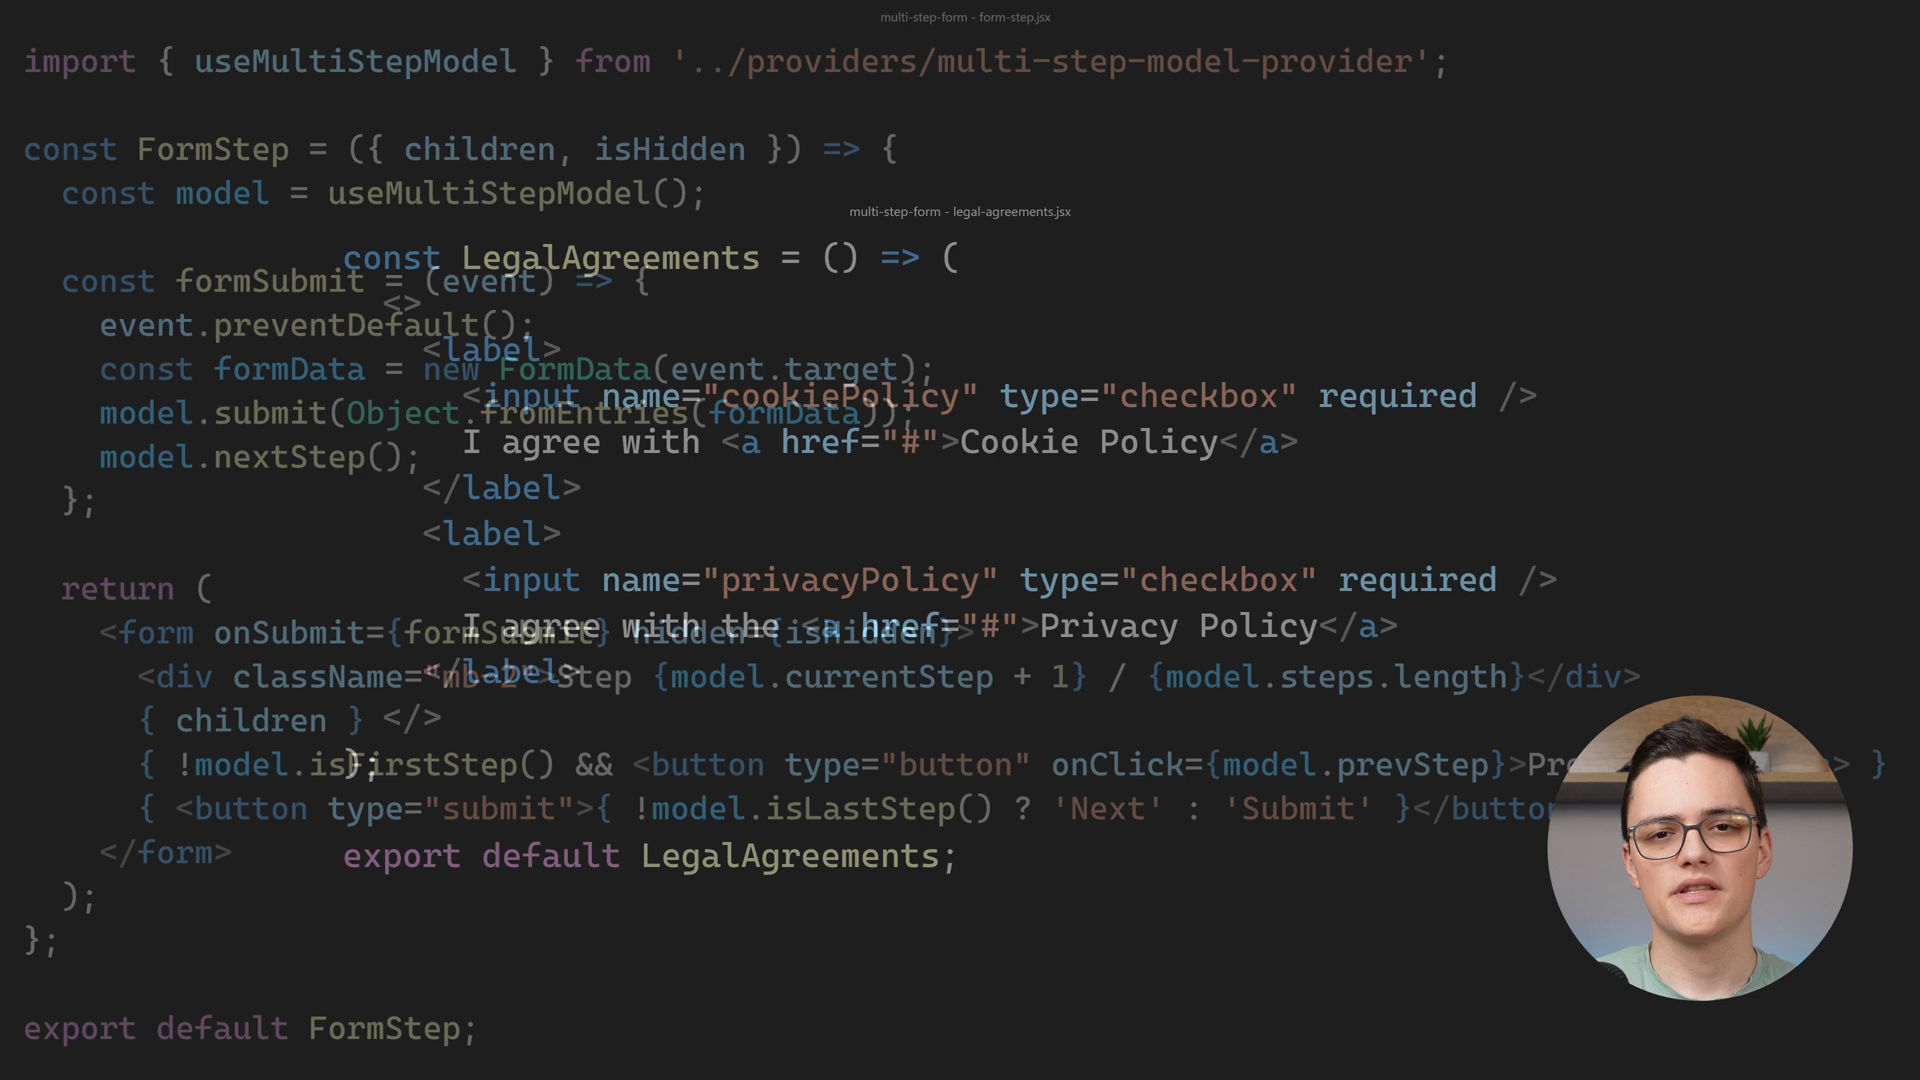 multi-step-form - form-step.jsx
import { useMultiStepModel } from '../providers/multi-step-model-provider';
const FormStep = ({ children, isHidden }) => {
const model = useMultiStepModel();
const formSubmit = (event) => {
event.preventDefault();
const formData = new FormData(event.target);
model.submit(Object.fromEntries(formData));
model.nextStep();
};
return (
<form onSubmit={formSubmit} hidden={isHidden}>
<div className="mb-2">Step {model.currentStep + 1} / {model.steps.length}</div>
{ children }
{ !model.isFirstStep() && <button type="button" onClick={model.prevStep}> }
{ <button type="submit">{ !model.isLastStep() ? 'Next' : 'Submit' }</button
</form>
);
};
export default FormStep;
multi-step-form - legal-agreements.jsx
const LegalAgreements = () => (
<>
<label>
<input name="cookiePolicy" type="checkbox" required />
I agree with <a href="#">Cookie Policy</a>
</label>
<label>
<input name="privacyPolicy" type="checkbox" required />
I agree with the <a href="#">Privacy Policy</a>
</label>
</>
);
export default LegalAgreements;